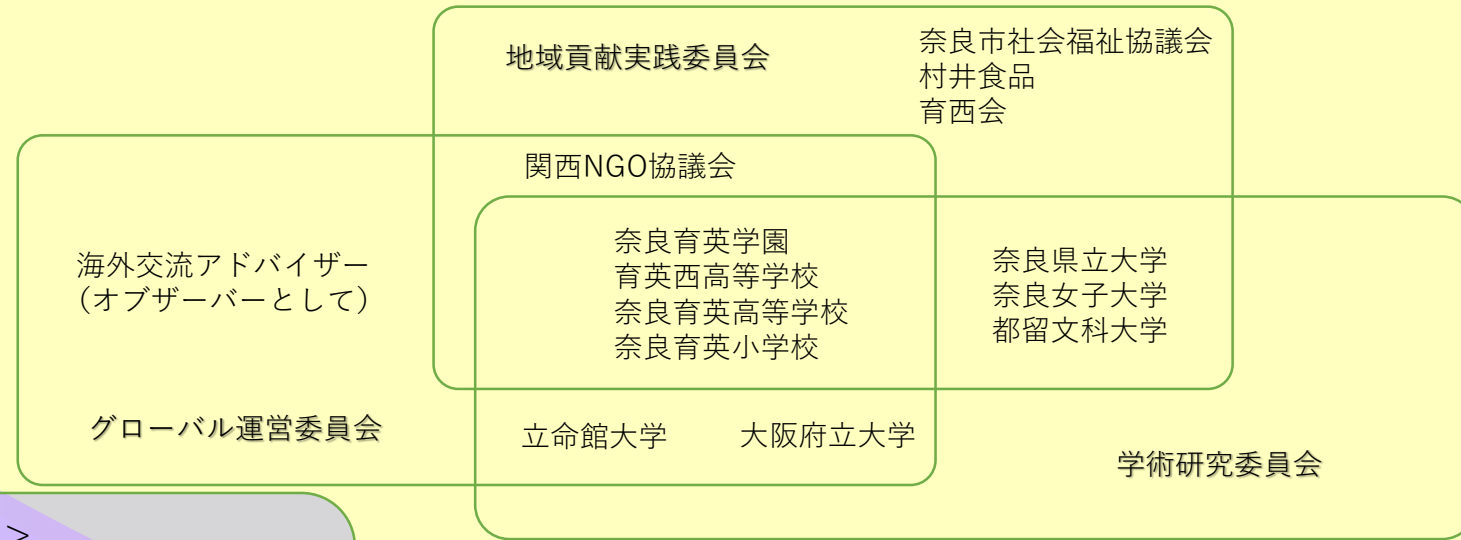 地域貢献実践委員会
奈良市社会福祉協議会
村井食品
育西会
関西NGO協議会
海外交流アドバイザー
（オブザーバーとして）
奈良育英学園
育英西高等学校
奈良育英高等学校
奈良育英小学校
奈良県立大学
奈良女子大学
都留文科大学
グローバル運営委員会
立命館大学　大阪府立大学
学術研究委員会
＞